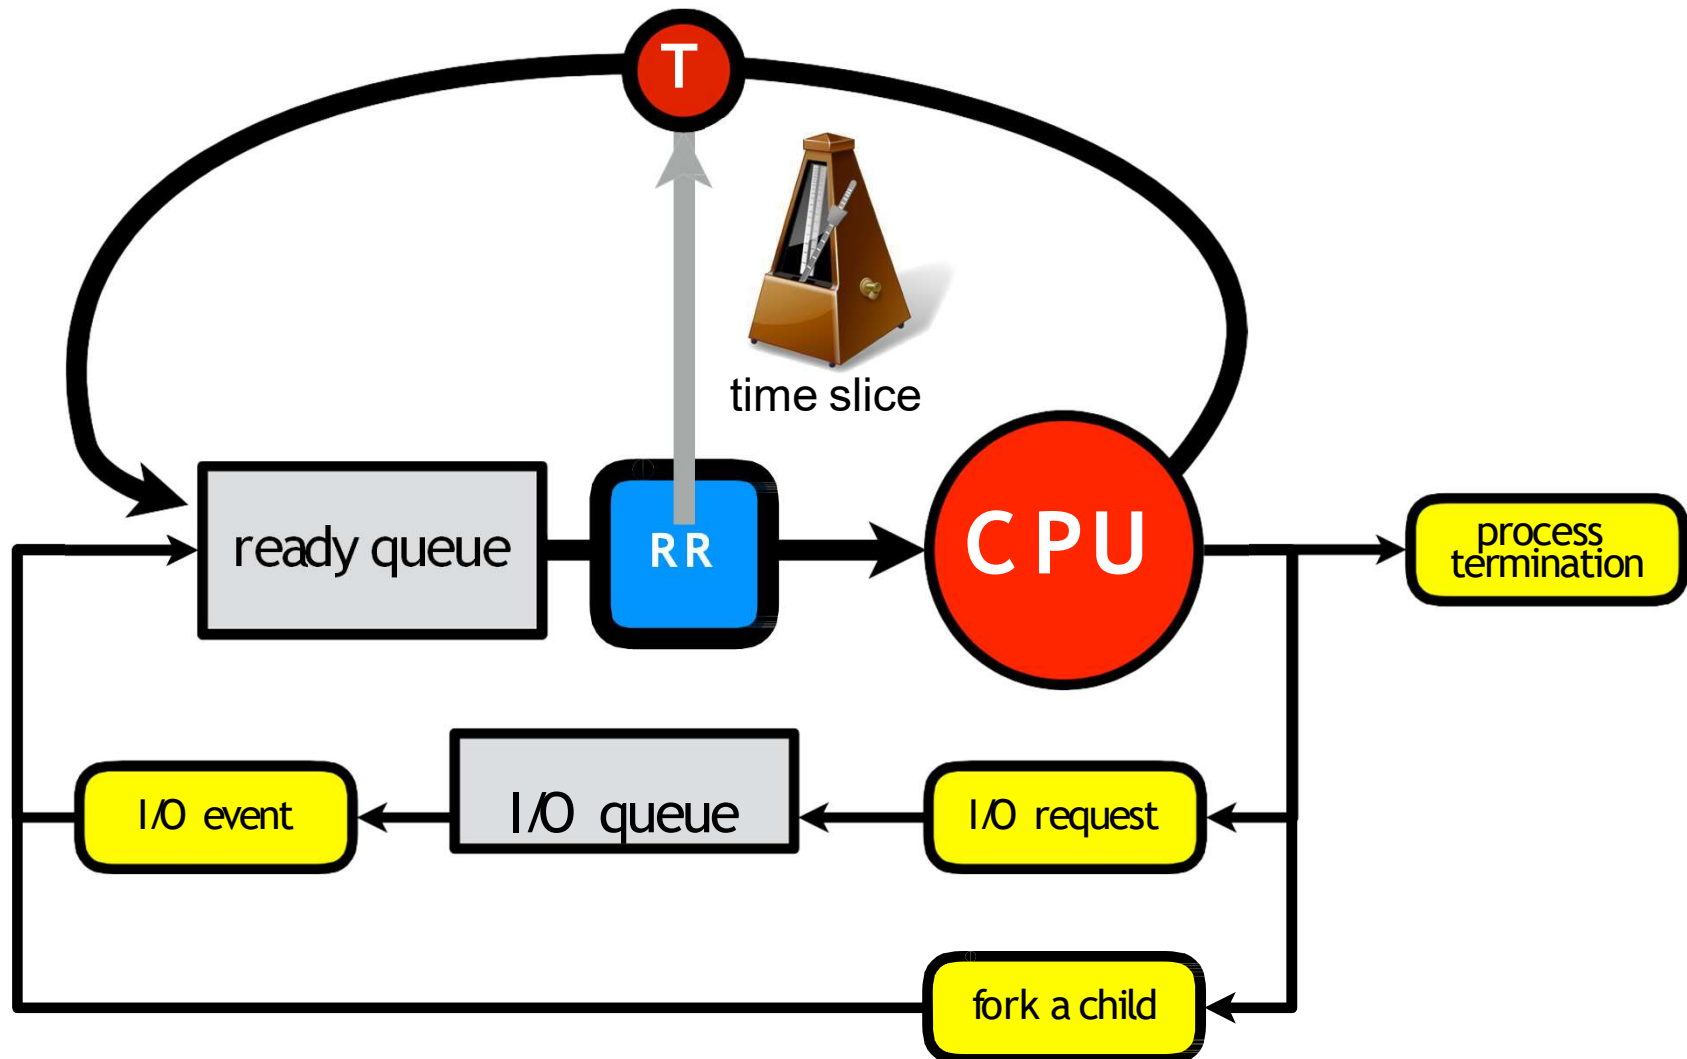 T
time slice
ready queue
RR
CPU
process
termination
I/O event
I/O queue
I/O request
fork a child